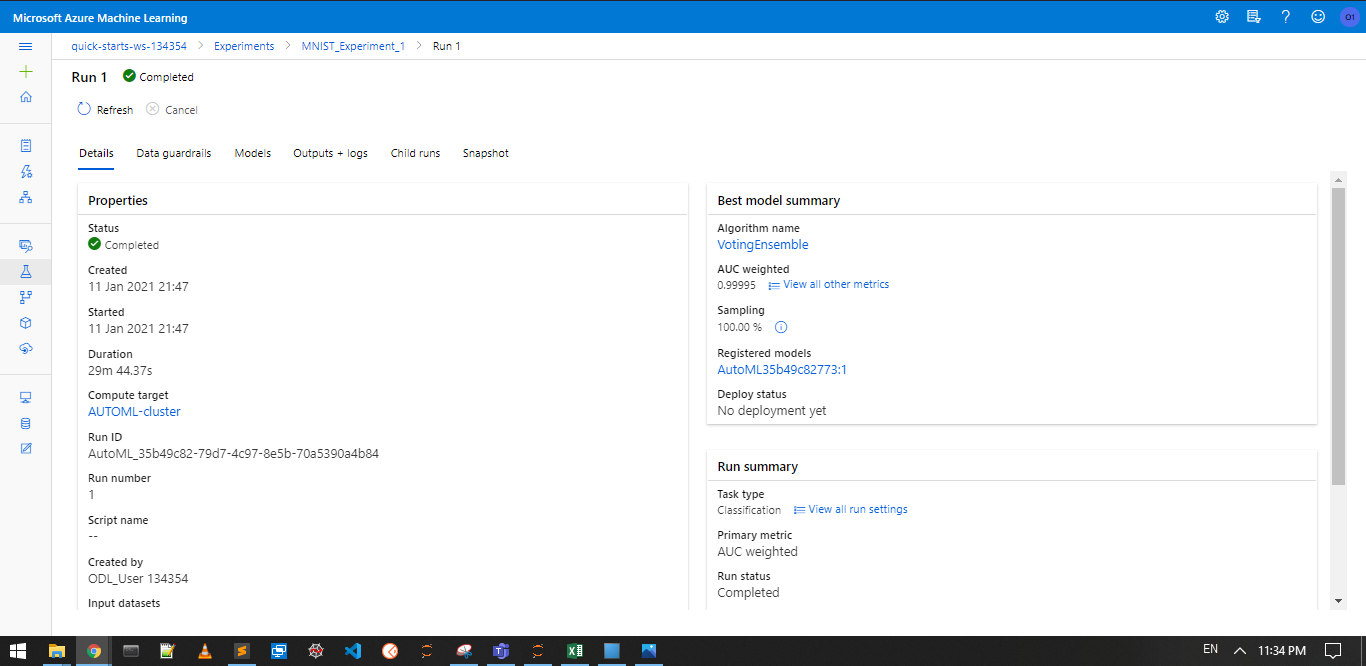 Microsoft Azure Machine Learning
O1
quick-starts-ws-134354 > Experiments > MNIST_Experiment_1 > Run 1
Run 1 Completed
Refresh Cancel
Details Data guardrails Models Outputs + logs Child runs Snapshot
Properties
Status
Completed
Created
11 Jan 2021 21:47
Started
11 Jan 2021 21:47
Duration
29m 44.37s
Compute target
AUTOML-cluster
Run ID
AutoML_35b49c82-79d7-4c97-8e5b-70a5390a4b84
Run number
1
Script name
--
Created by
ODL_User 134354
Input datasets
Best model summary
Algorithm name
VotingEnsemble
AUC weighted
0.99995 View all other metrics
Sampling
100.00 %
Registered models
AutoML35b49c82773:1
Deploy status
No deployment yet
Run summary
Task type
Classification View all run settings
Primary metric
AUC weighted
Run status
Completed
EN 11:34 PM